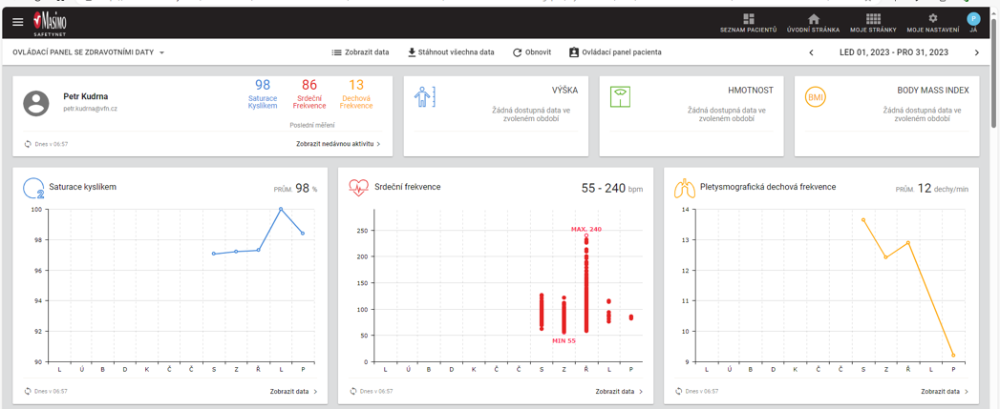 Masimo
SAFETYNET
SEZNAM PACIENTŮ
ÚVODNÍ STRÁNKA
MOJE STRÁNKY
MOJE NASTAVENÍ
P
JÁ
OVLÁDACÍ PANEL SE ZDRAVOTNÍMI DATY
Zobrazit data
Stáhnout všechna data
Obnovit
Ovládací panel pacienta
LED 01, 2023 - PRO 31, 2023
Petr Kudrna
petr.kudrna@vfn.cz
98 86 13
Saturace Kyslíkem
Srdeční Frekvence
Dechová Frekvence
Poslední měření
Dnes v 06:57
Zobrazit nedávnou aktivitu >
VÝŠKA
Žádná dostupná data ve
zvoleném období
HMOTNOST
Žádná dostupná data ve
zvoleném období
BMI
BODY MASS INDEX
Žádná dostupná data ve
zvoleném období
O2 Saturace kyslíkem
PRŮM. 98 %
100
98
96
94
92
90
L Ú B D K Č Č S Z Ř L P
Dnes v 06:57
Zobrazit data >
Srdeční frekvence
55 - 240 bpm
MAX. 240
250
200
150
100
50
0
MIN 55
L Ú B D K Č Č S Z Ř L P
Dnes v 06:57
Zobrazit data >
Pletysmografická dechová frekvence
PRŮM. 12 dechy/min
14
13
12
11
10
9
L Ú B D K Č Č S Z Ř L P
Dnes v 06:57
Zobrazit data >